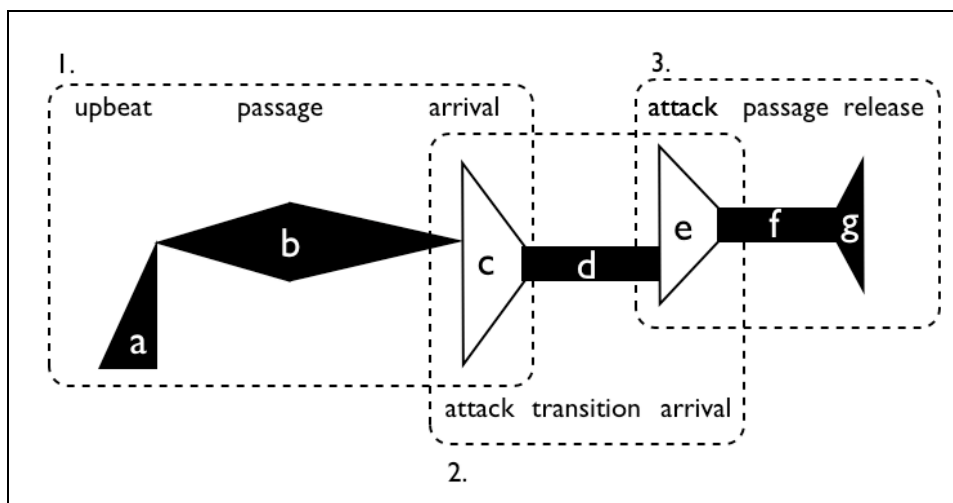 1.
3.
upbeat passage arrival
attack passage release
b
e
f
g
c
d
a
attack transition arrival
2.